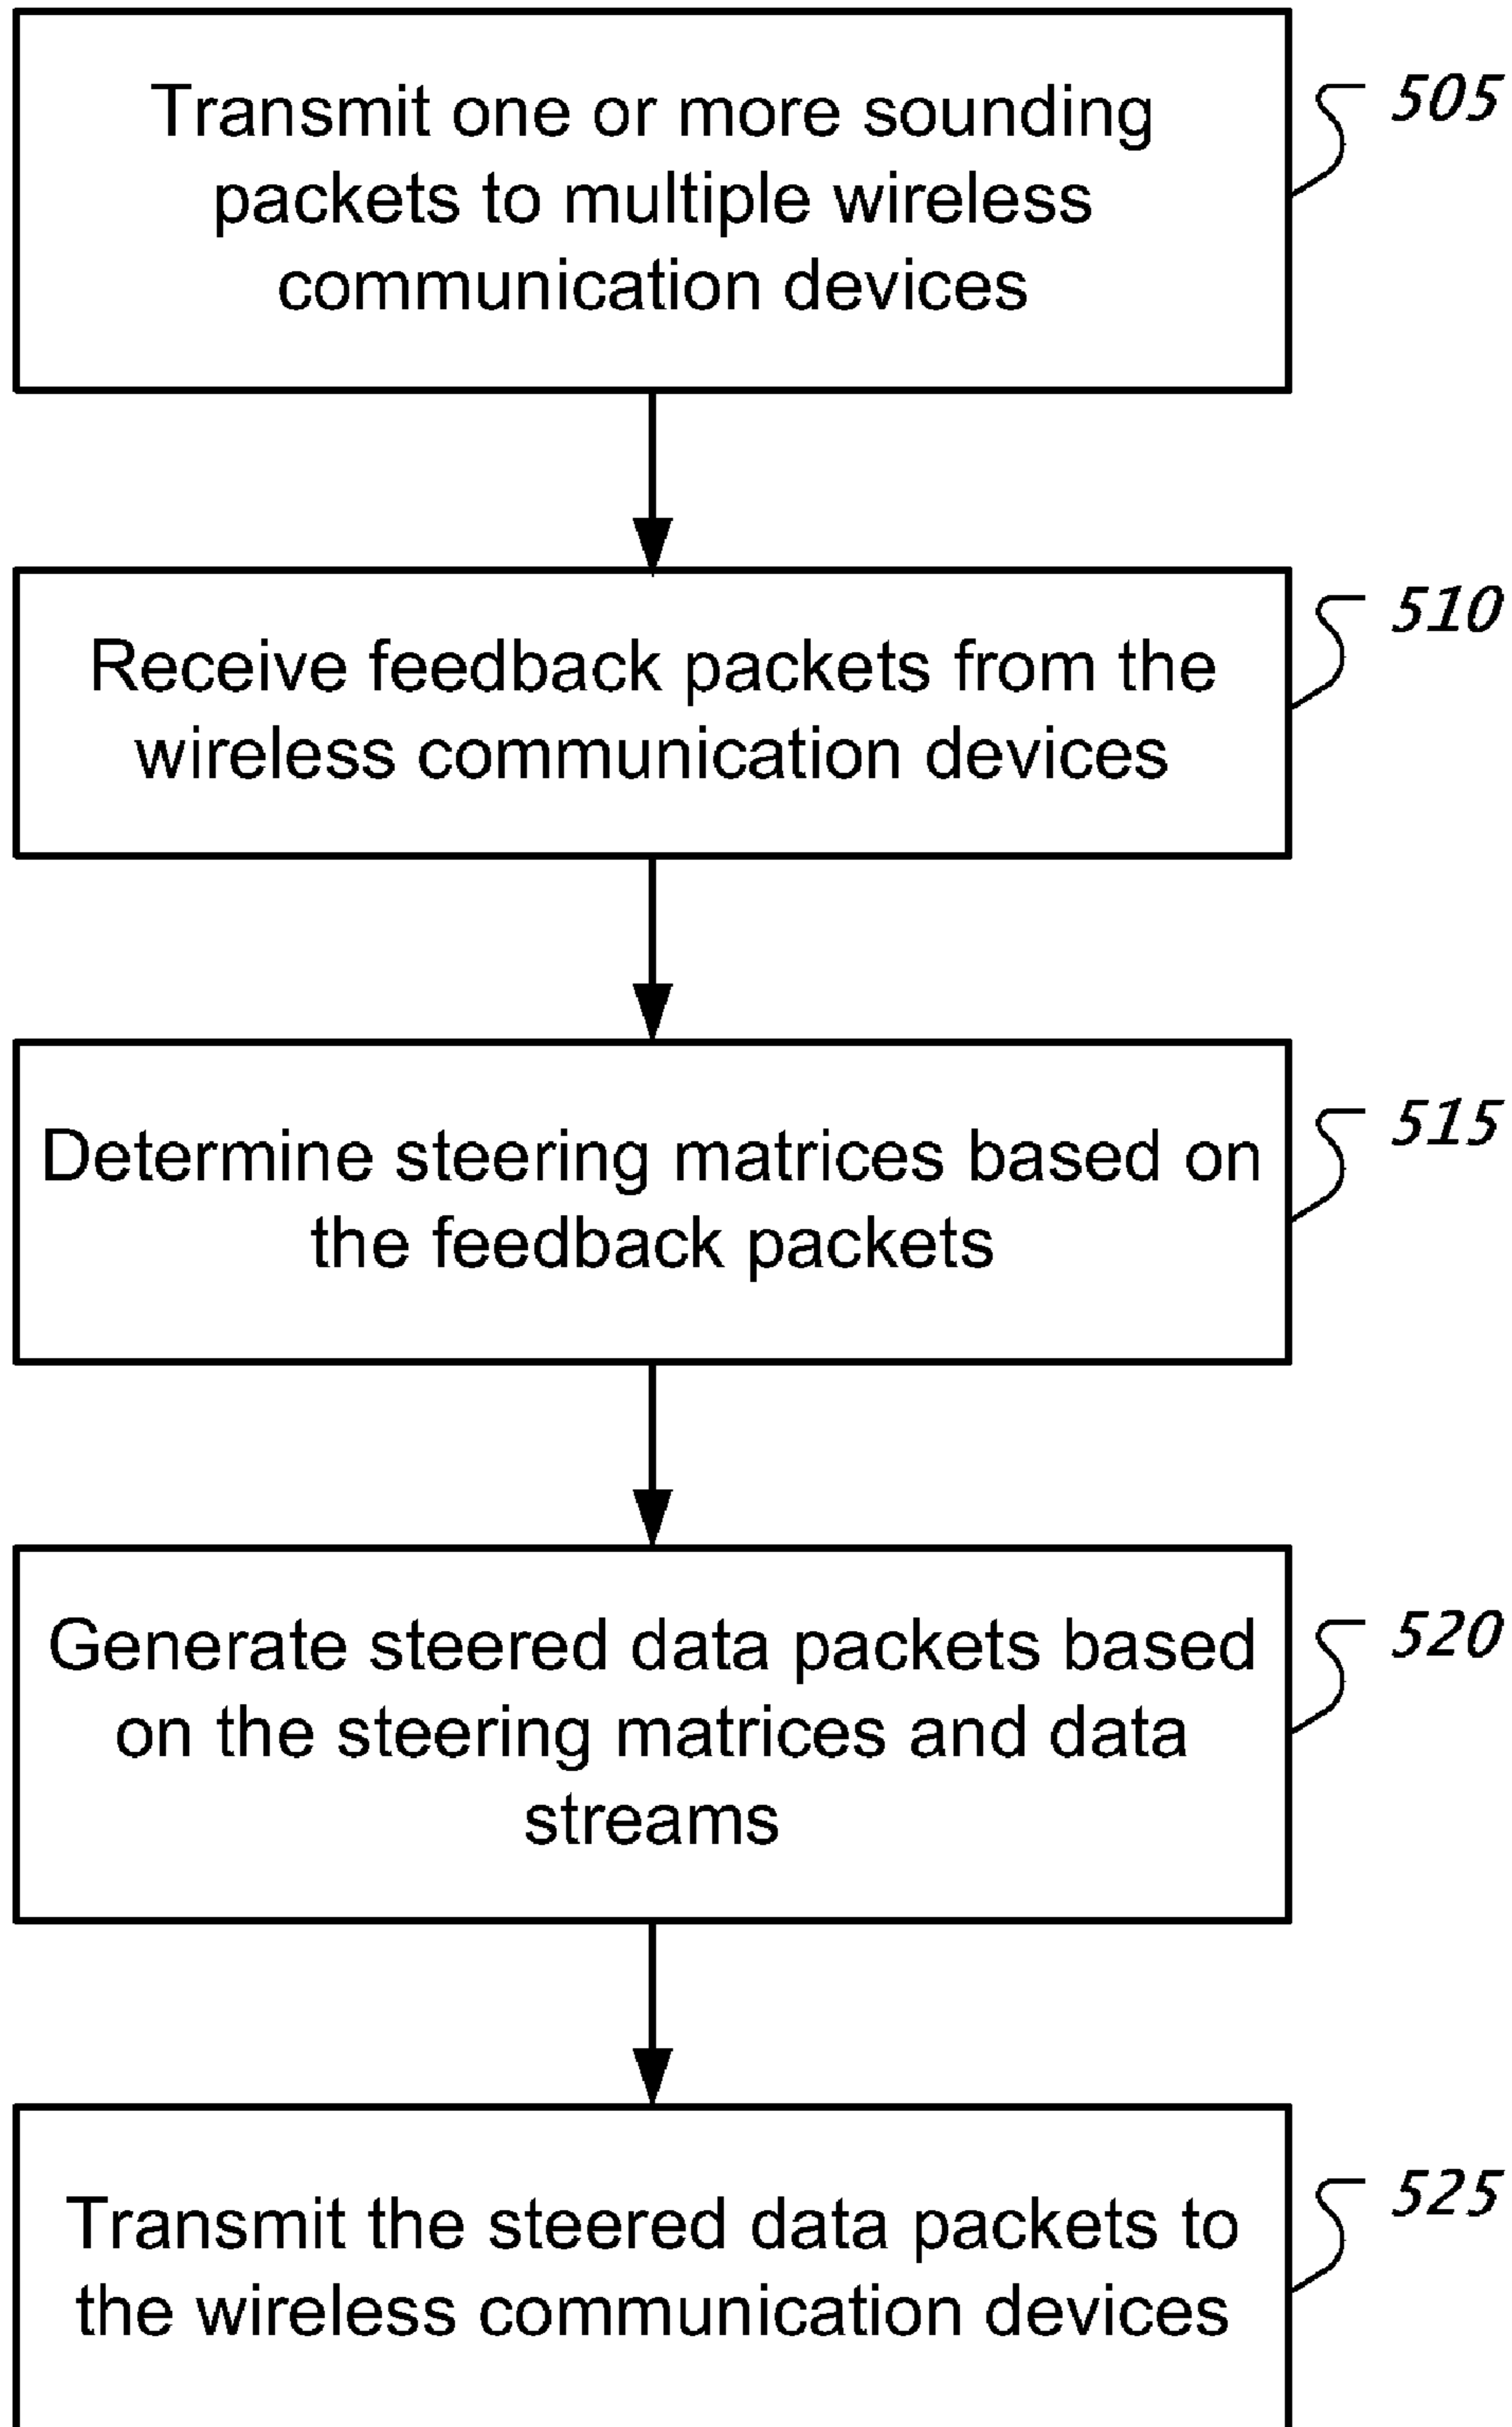 Transmit one or more sounding
packets to multiple wireless
communication devices
505
Receive feedback packets from the
wireless communication devices
510
Determine steering matrices based on
the feedback packets
515
Generate steered data packets based
on the steering matrices and data
streams
520
Transmit the steered data packets to
the wireless communication devices
525